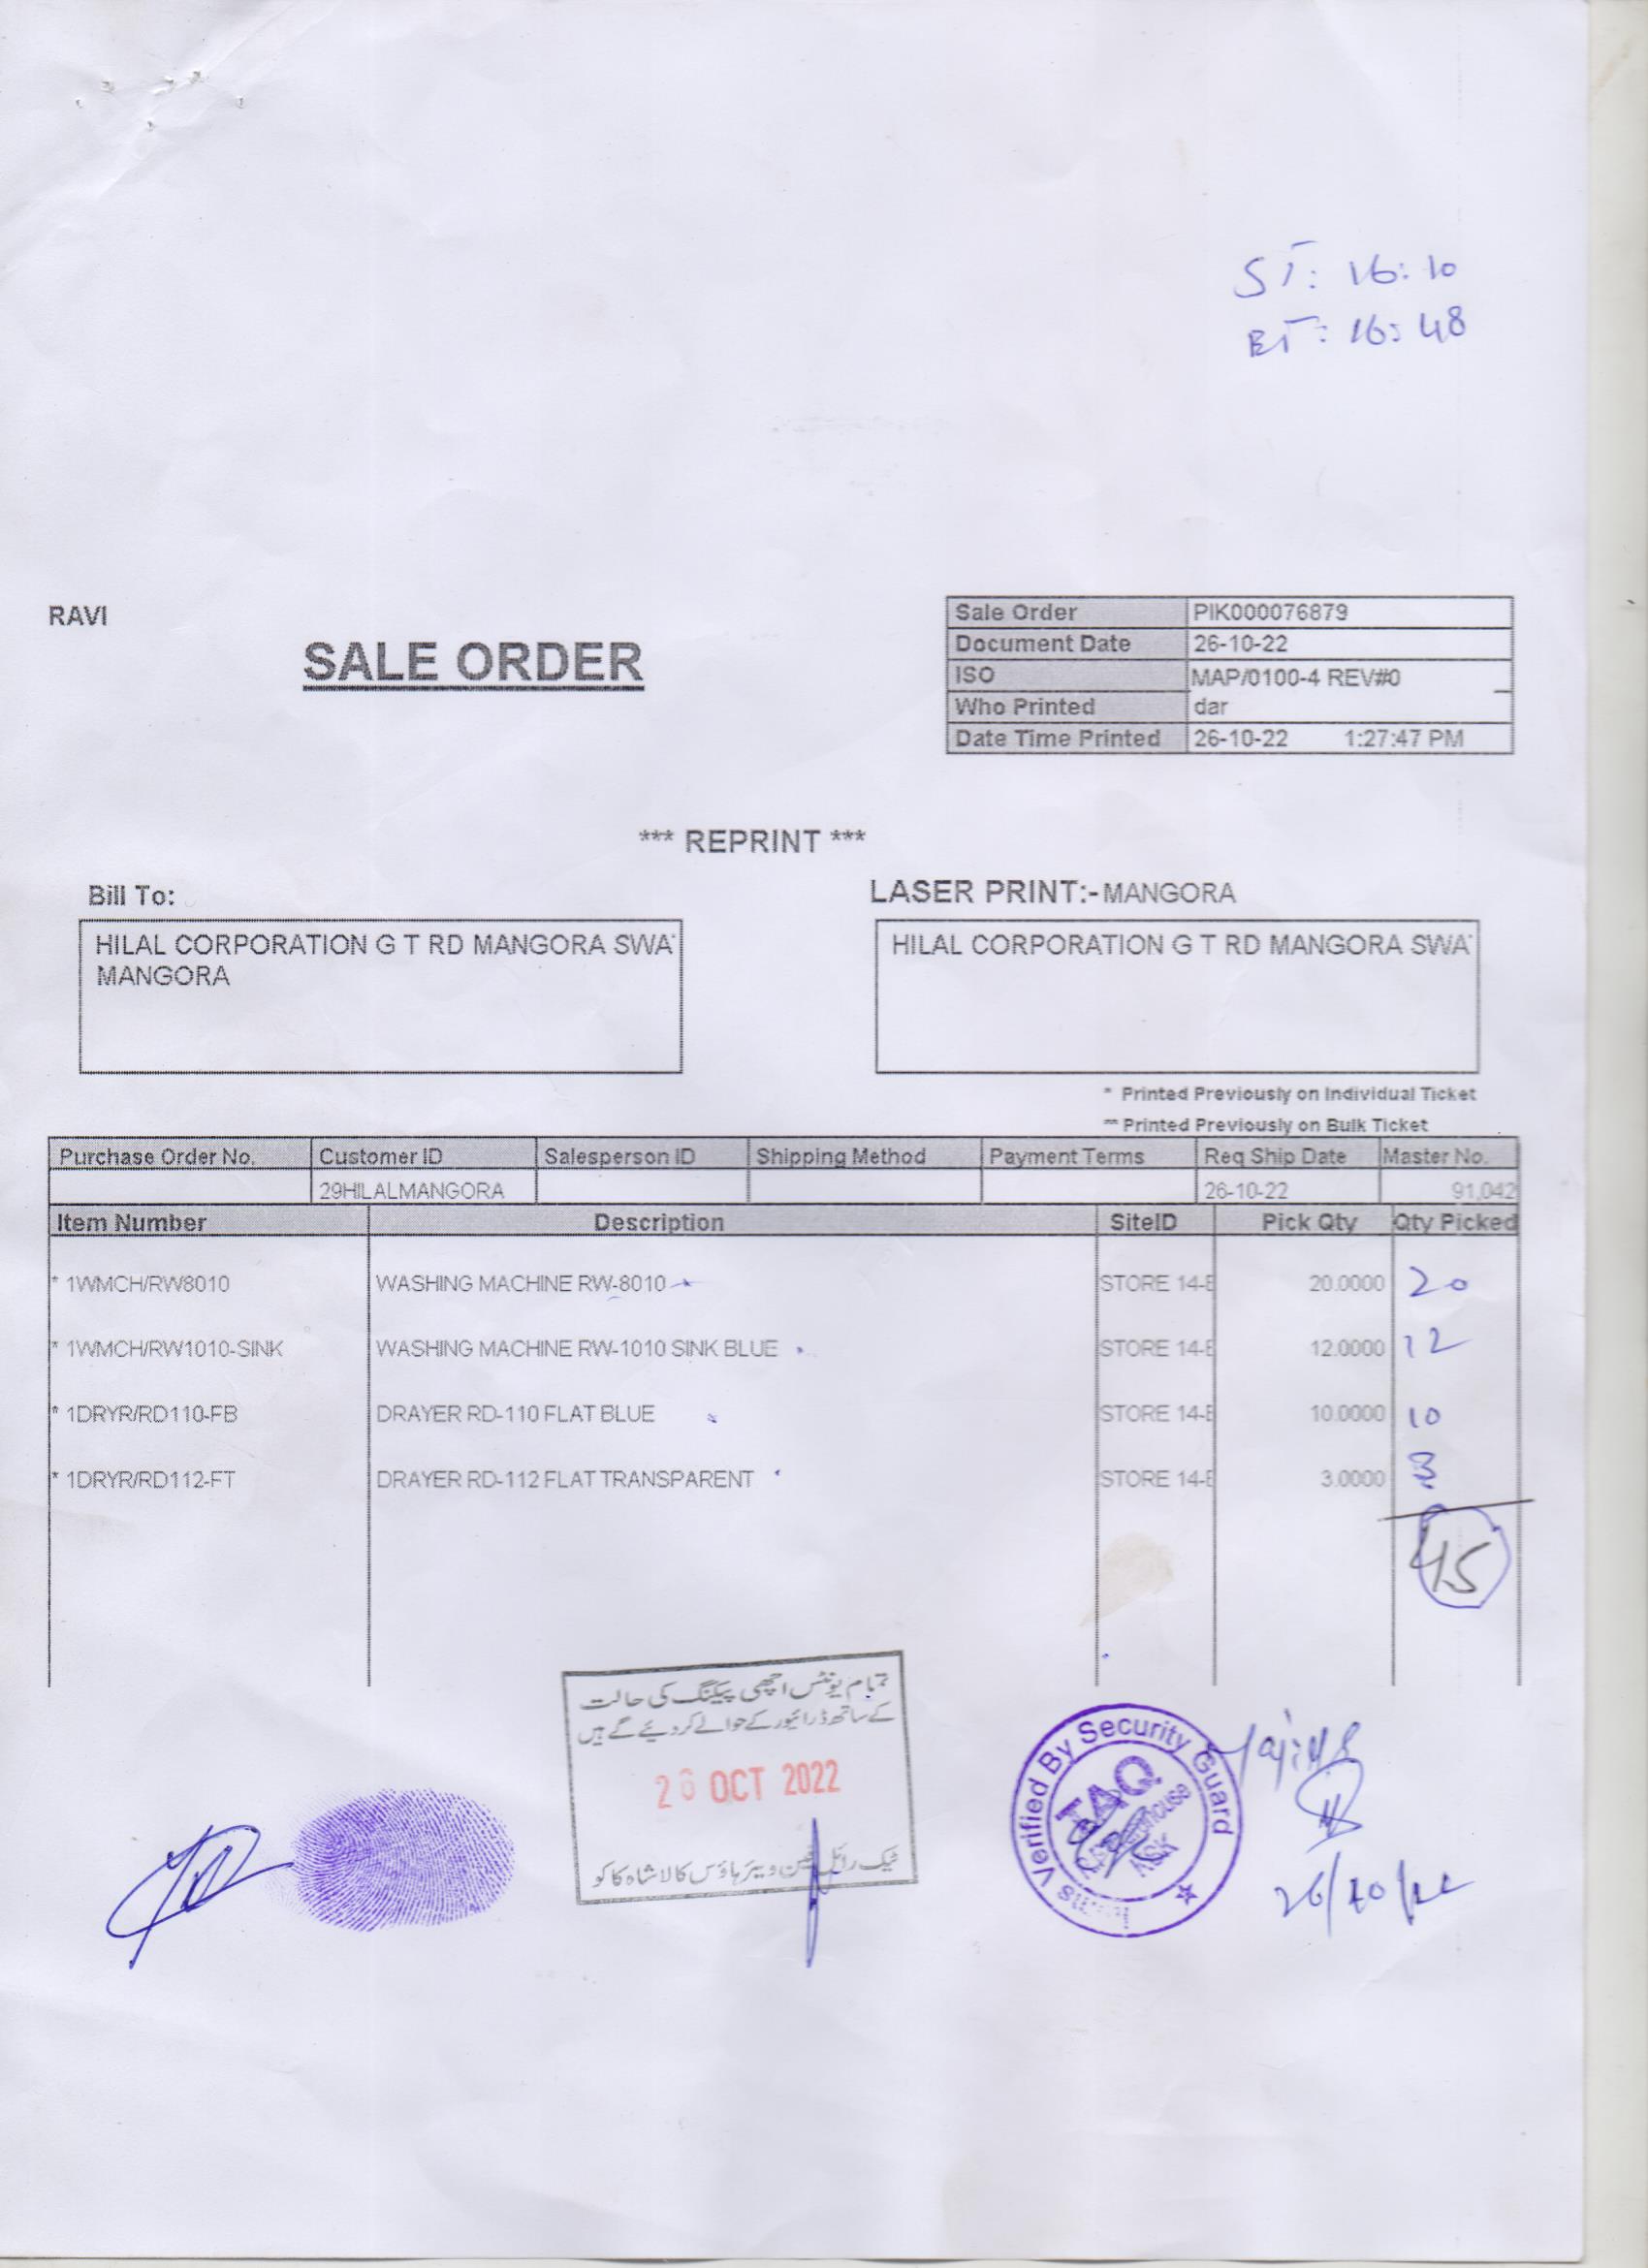 ST: 16:10
ET: 16:48
RAVI
SALE ORDER
Sale Order PIK000076879
Document Date 26-10-22
ISO MAP/0100-4 REV#0
Who Printed dar
Date Time Printed 26-10-22 1:27:47 PM
*** REPRINT ***
Bill To:
HILAL CORPORATION G T RD MANGORA SWA
MANGORA
LASER PRINT:- MANGORA
HILAL CORPORATION G T RD MANGORA SWA
* Printed Previously on Individual Ticket
** Printed Previously on Bulk Ticket
Purchase Order No. Customer ID Salesperson ID Shipping Method Payment Terms Req Ship Date Master No.
29HILALMANGORA 26-10-22 91,042
Item Number Description SiteID Pick Qty Qty Picked
* 1WMCH/RW8010 WASHING MACHINE RW-8010 STORE 14-E 20.0000 20
* 1WMCH/RW1010-SINK WASHING MACHINE RW-1010 SINK BLUE STORE 14-E 12.0000 12
* 1DRYR/RD110-FB DRAYER RD-110 FLAT BLUE STORE 14-E 10.0000 10
* 1DRYR/RD112-FT DRAYER RD-112 FLAT TRANSPARENT STORE 14-E 3.0000 3
45
تمام یونٹس اچھی پیکنگ کی حالت
کے ساتھ ڈرائیور کے حوالے کر دیئے گے ہیں
26 OCT 2022
ٹیک رائل فین ویئر ہاؤس کالا شاہ کاکو
Verified By Security Guard
TAQ
KSK
26/10/22